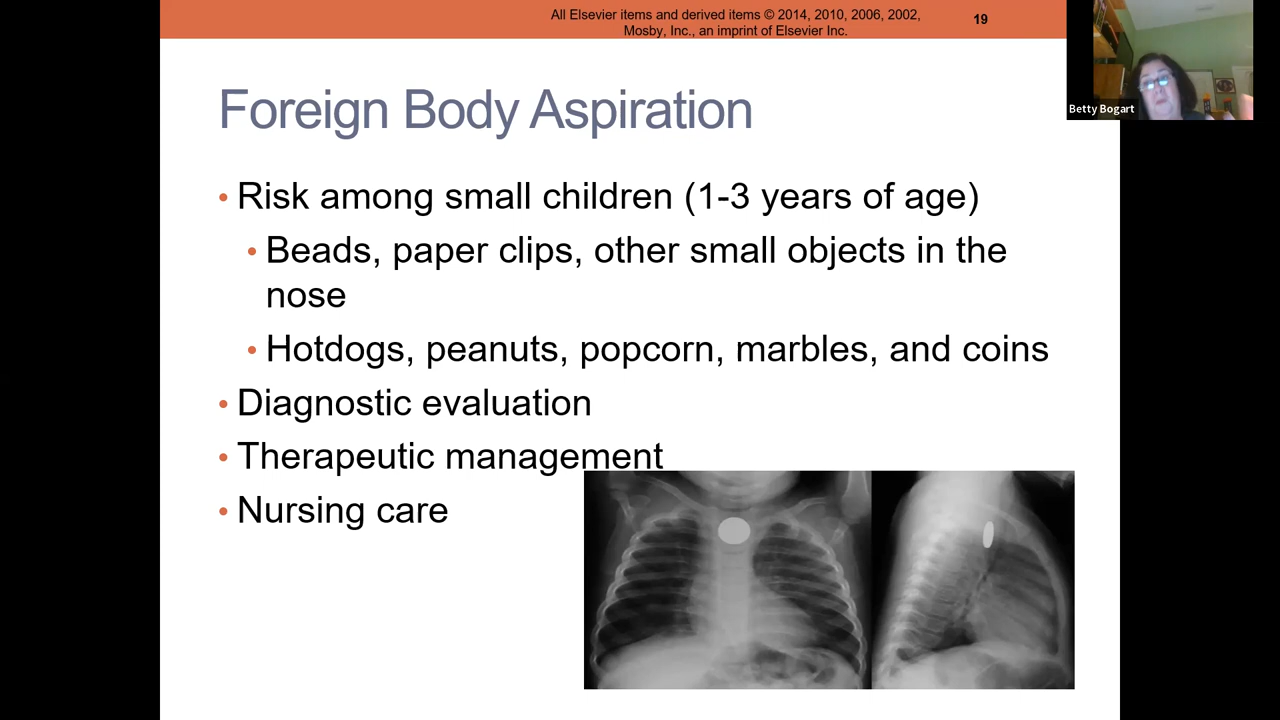 All Elsevier items and derived items © 2014, 2010, 2006, 2002,
Mosby, Inc., an imprint of Elsevier Inc.
19
Betty Bogart
Foreign Body Aspiration
• Risk among small children (1-3 years of age)
• Beads, paper clips, other small objects in the
nose
• Hotdogs, peanuts, popcorn, marbles, and coins
• Diagnostic evaluation
• Therapeutic management
• Nursing care